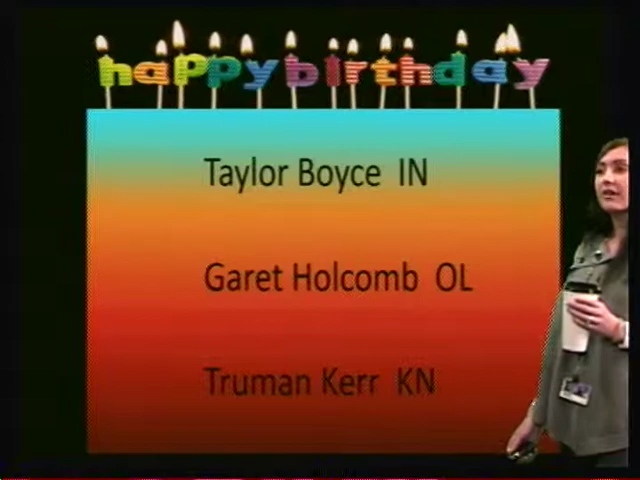 happy birthday
Taylor Boyce IN
Garet Holcomb OL
Truman Kerr KN